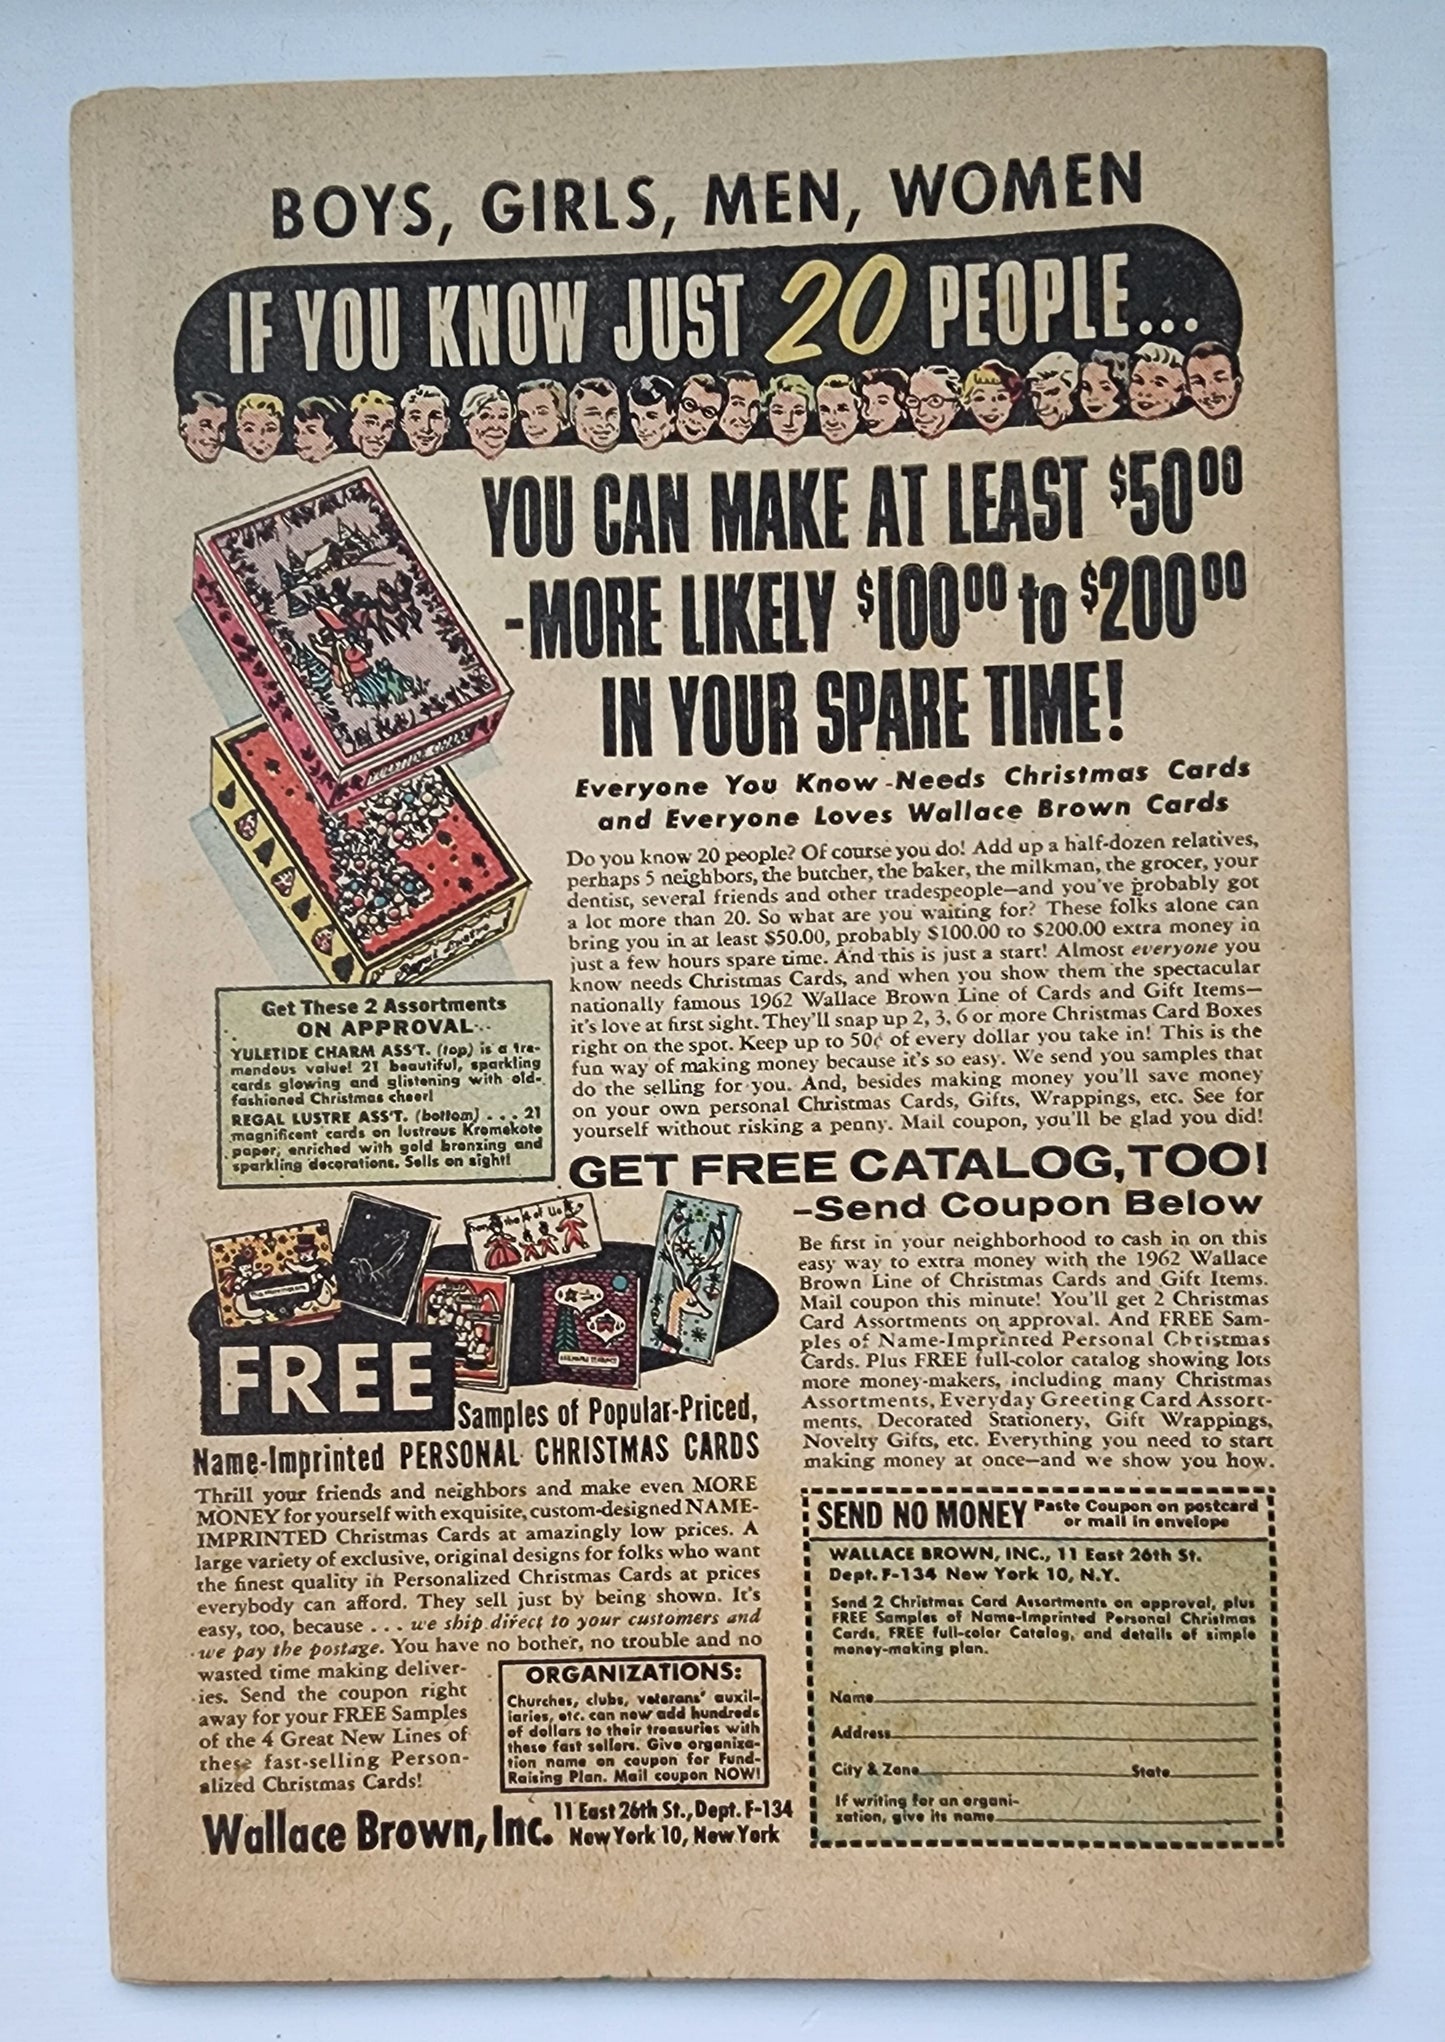 BOYS, GIRLS, MEN, WOMEN
IF YOU KNOW JUST 20 PEOPLE...
YOU CAN MAKE AT LEAST $50⁰⁰
-MORE LIKELY $100⁰⁰ to $200⁰⁰
IN YOUR SPARE TIME!
Everyone You Know Needs Christmas Cards
and Everyone Loves Wallace Brown Cards
Do you know 20 people? Of course you do! Add up a half-dozen relatives,
perhaps 5 neighbors, the butcher, the baker, the milkman, the grocer, your
dentist, several friends and other tradespeople—and you've probably got
a lot more than 20. So what are you waiting for? These folks alone can
bring you in at least $50.00, probably $100.00 to $200.00 extra money in
just a few hours spare time. And this is just a start! Almost everyone you
know needs Christmas Cards, and when you show them the spectacular
nationally famous 1962 Wallace Brown Line of Cards and Gift Items—
it's love at first sight. They'll snap up 2, 3, 6 or more Christmas Card Boxes
right on the spot. Keep up to 50¢ of every dollar you take in! This is the
fun way of making money because it's so easy. We send you samples that
do the selling for you. And, besides making money you'll save money
on your own personal Christmas Cards, Gifts, Wrappings, etc. See for
yourself without risking a penny. Mail coupon, you'll be glad you did!
Get These 2 Assortments
ON APPROVAL
YULETIDE CHARM ASS'T. (top) is a tre-
mendous value! 21 beautiful, sparkling
cards glowing and glistening with old-
fashioned Christmas cheer!
REGAL LUSTRE ASS'T. (bottom) . . . 21
magnificent cards on lustrous Kromekote
paper, enriched with gold bronzing and
sparkling decorations. Sells on sight!
GET FREE CATALOG, TOO!
—Send Coupon Below
Be first in your neighborhood to cash in on this
easy way to extra money with the 1962 Wallace
Brown Line of Christmas Cards and Gift Items.
Mail coupon this minute! You'll get 2 Christmas
Card Assortments on approval. And FREE Sam-
ples of Name-Imprinted Personal Christmas
Cards. Plus FREE full-color catalog showing lots
more money-makers, including many Christmas
Assortments, Everyday Greeting Card Assort-
ments, Decorated Stationery, Gift Wrappings,
Novelty Gifts, etc. Everything you need to start
making money at once—and we show you how.
FREE
Samples of Popular-Priced,
Name-Imprinted PERSONAL CHRISTMAS CARDS
Thrill your friends and neighbors and make even MORE
MONEY for yourself with exquisite, custom-designed NAME-
IMPRINTED Christmas Cards at amazingly low prices. A
large variety of exclusive, original designs for folks who want
the finest quality in Personalized Christmas Cards at prices
everybody can afford. They sell just by being shown. It's
easy, too, because . . . we ship direct to your customers and
we pay the postage. You have no bother, no trouble and no
wasted time making deliver-
ies. Send the coupon right
away for your FREE Samples
of the 4 Great New Lines of
these fast-selling Person-
alized Christmas Cards!
ORGANIZATIONS:
Churches, clubs, veterans' auxil-
iaries, etc. can now add hundreds
of dollars to their treasuries with
these fast sellers. Give organiza-
tion name on coupon for Fund-
Raising Plan. Mail coupon NOW!
Wallace Brown, Inc. 11 East 26th St., Dept. F-134
New York 10, New York
SEND NO MONEY Paste Coupon on postcard
or mail in envelope
WALLACE BROWN, INC., 11 East 26th St.
Dept. F-134 New York 10, N.Y.
Send 2 Christmas Card Assortments on approval, plus
FREE Samples of Name-Imprinted Personal Christmas
Cards, FREE full-color Catalog, and details of simple
money-making plan.
Name
Address
City & Zone State
If writing for an organi-
zation, give its name